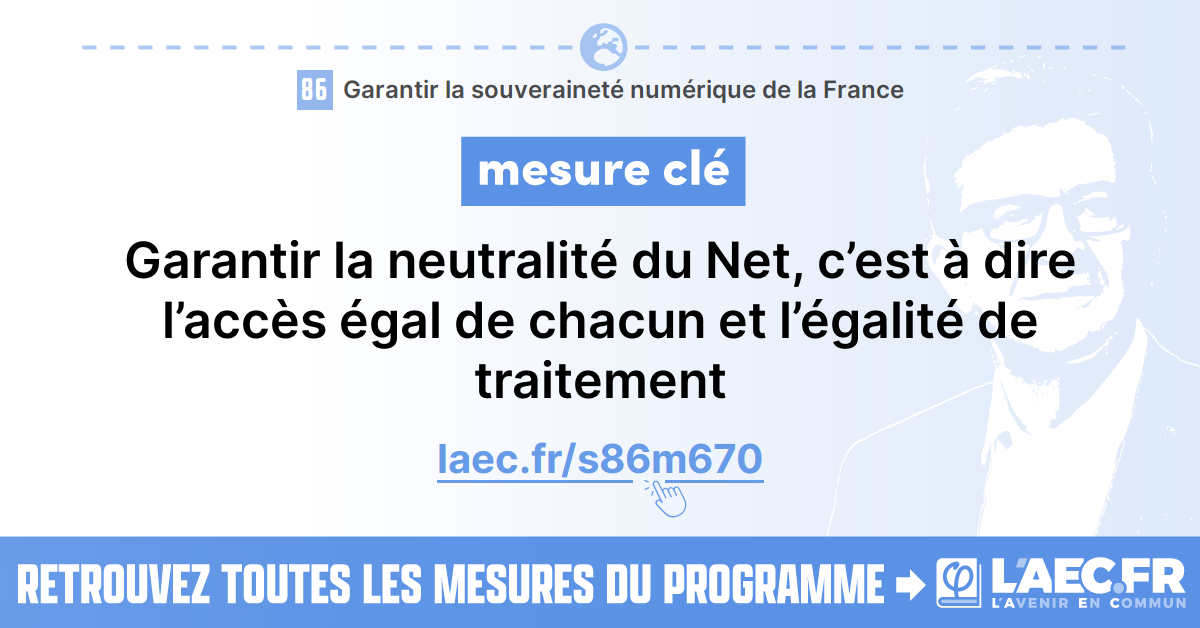 86 Garantir la souveraineté numérique de la France
mesure clé
Garantir la neutralité du Net, c’est à dire
l’accès égal de chacun et l’égalité de
traitement
laec.fr/s86m670
RETROUVEZ TOUTES LES MESURES DU PROGRAMME
φ L'AEC.FR
L'AVENIR EN COMMUN